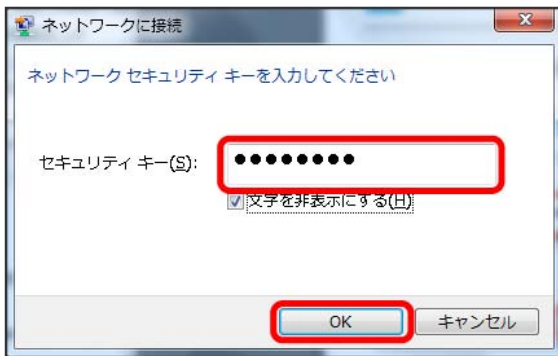 ネットワークに接続
ネットワーク セキュリティ キーを入力してください
セキュリティ キー(S):
●●●●●●●●
文字を非表示にする(H)
OK
キャンセル